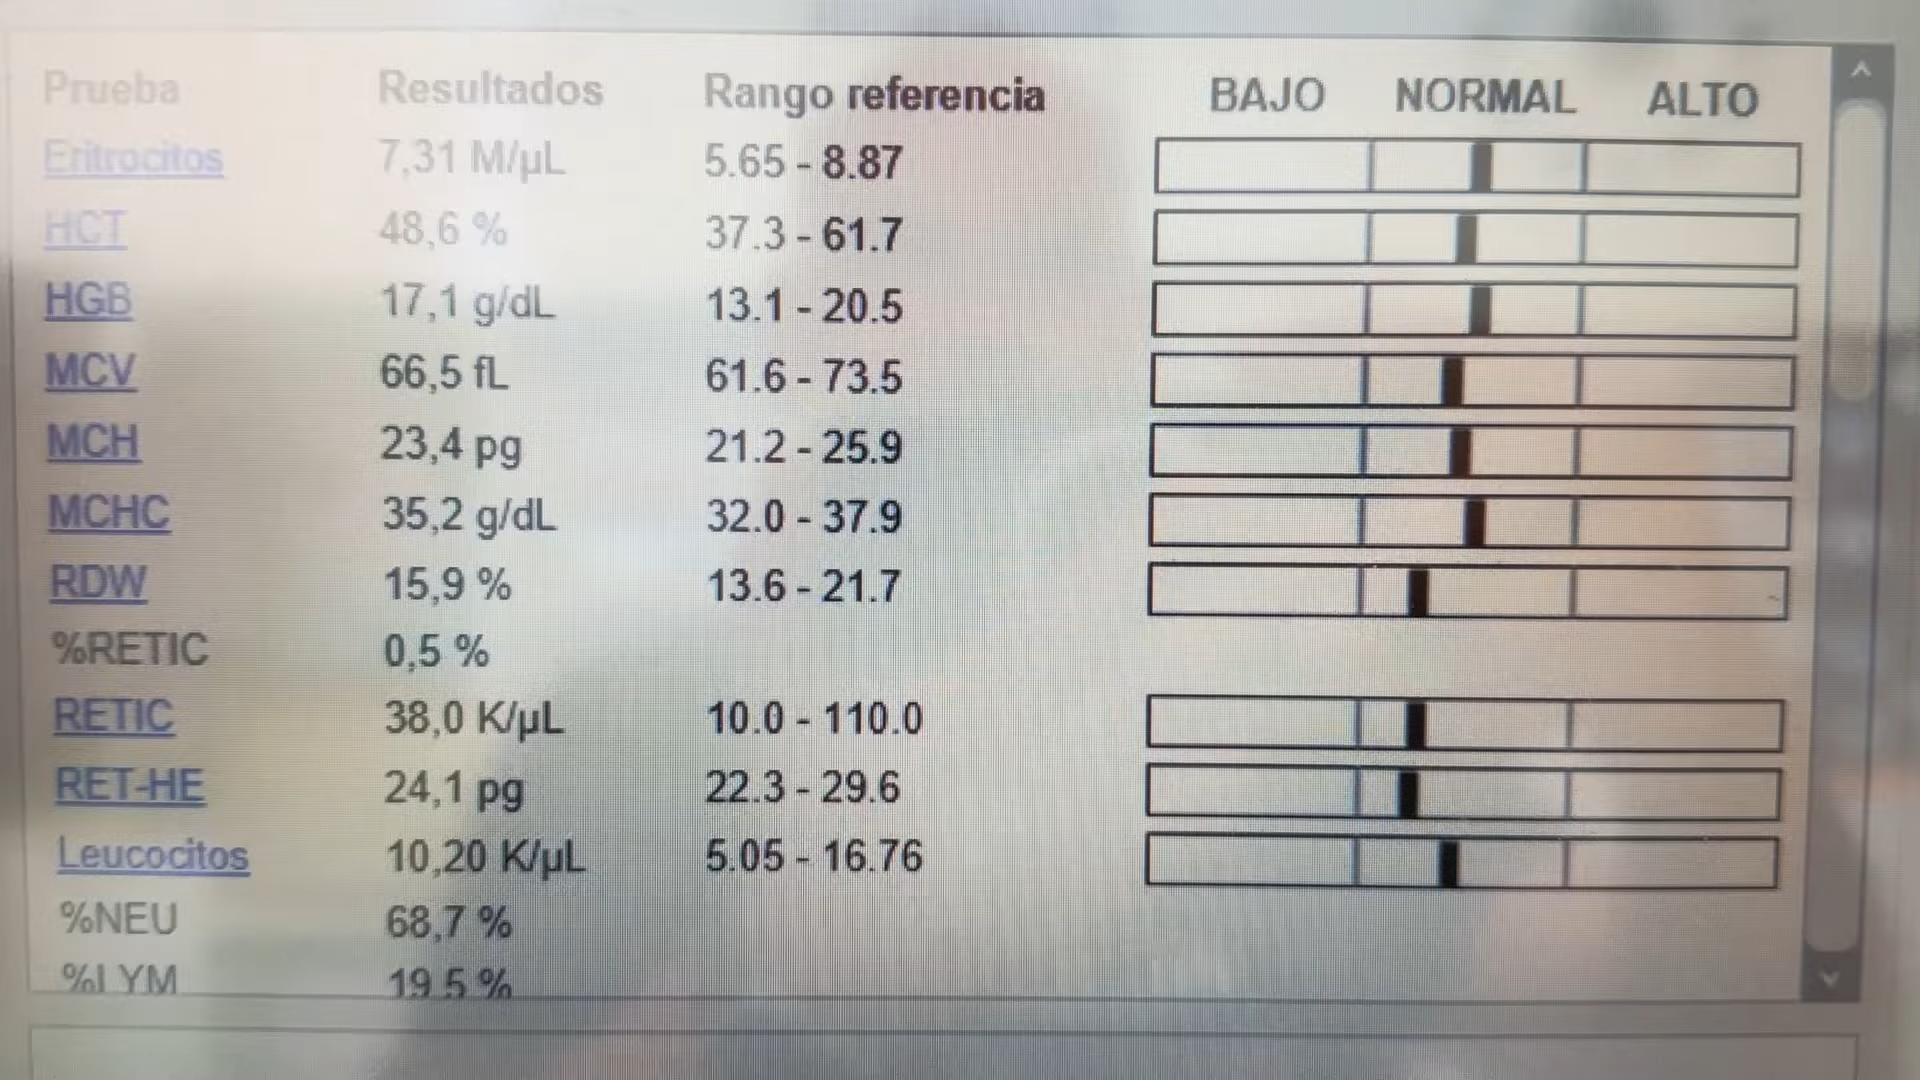 Prueba Resultados Rango referencia BAJO NORMAL ALTO
Eritrocitos 7,31 M/µL 5.65 - 8.87
HCT 48,6 % 37.3 - 61.7
HGB 17,1 g/dL 13.1 - 20.5
MCV 66,5 fL 61.6 - 73.5
MCH 23,4 pg 21.2 - 25.9
MCHC 35,2 g/dL 32.0 - 37.9
RDW 15,9 % 13.6 - 21.7
%RETIC 0,5 %
RETIC 38,0 K/µL 10.0 - 110.0
RET-HE 24,1 pg 22.3 - 29.6
Leucocitos 10,20 K/µL 5.05 - 16.76
%NEU 68,7 %
%LYM 19,5 %